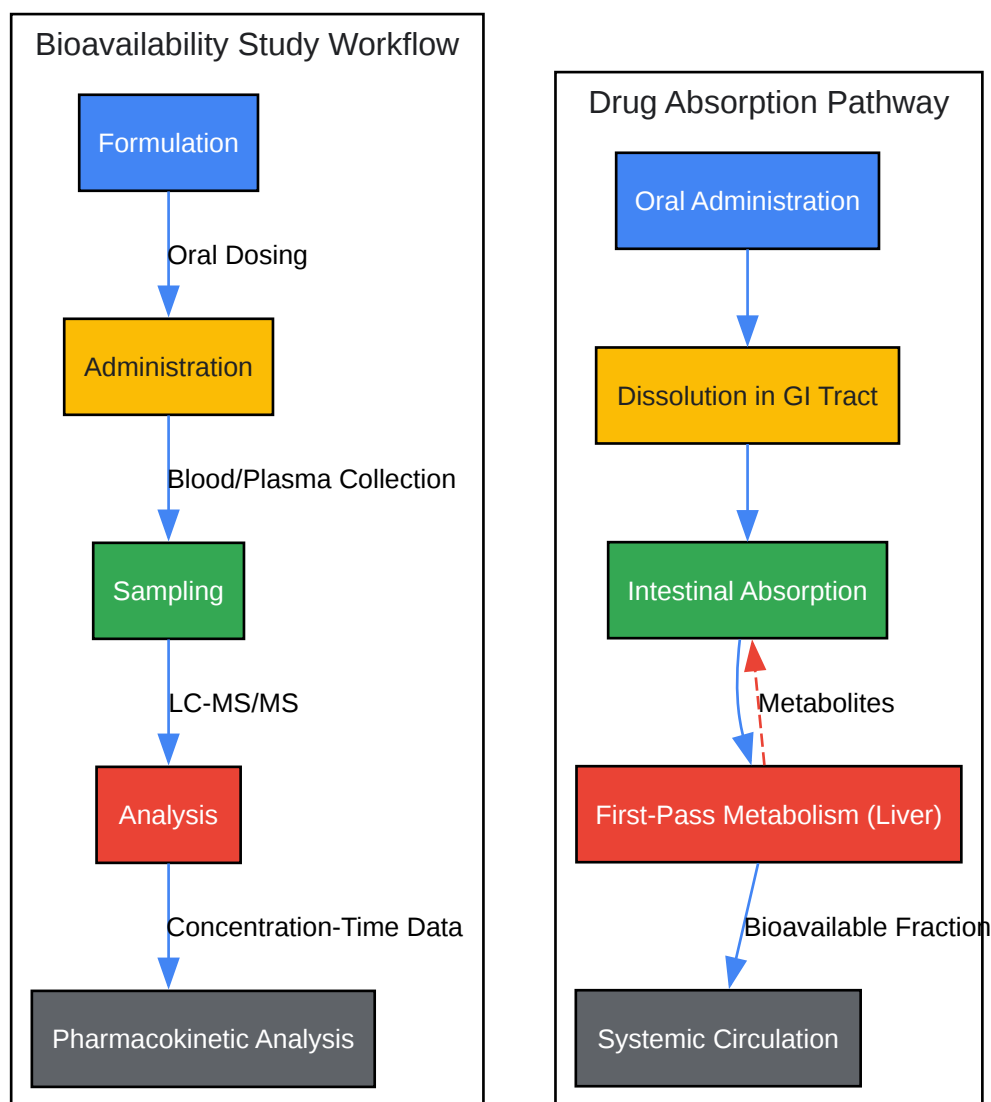 Bioavailability Study Workflow
Formulation
Oral Dosing
Administration
Blood/Plasma Collection
Sampling
LC-MS/MS
Analysis
Concentration-Time Data
Pharmacokinetic Analysis
Drug Absorption Pathway
Oral Administration
Dissolution in GI Tract
Intestinal Absorption
Metabolites
First-Pass Metabolism (Liver)
Bioavailable Fraction
Systemic Circulation